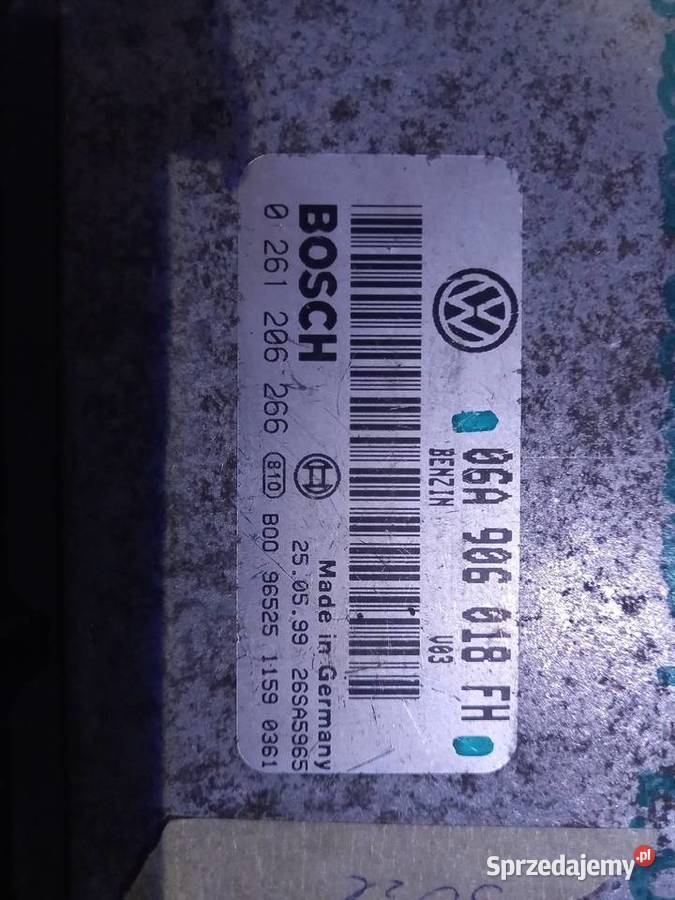 06A 906 018 FH
BENZIN V03
BOSCH
0 261 206 266
Made in Germany
25.05.99 26SA5965
810 B00 96525 1159 0361
Sprzedajemy.pl